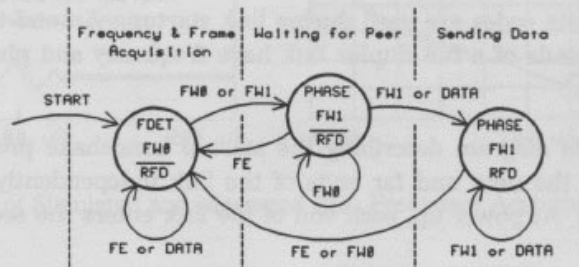 Frequency & Frame
Acquisition
Waiting for Peer
Sending Data
START
FW0 or FW1
FW1 or DATA
FDET
FW0
RFD
PHASE
FW1
RFD
PHASE
FW1
RFD
FE
FW0
FE or DATA
FE or FW0
FW1 or DATA